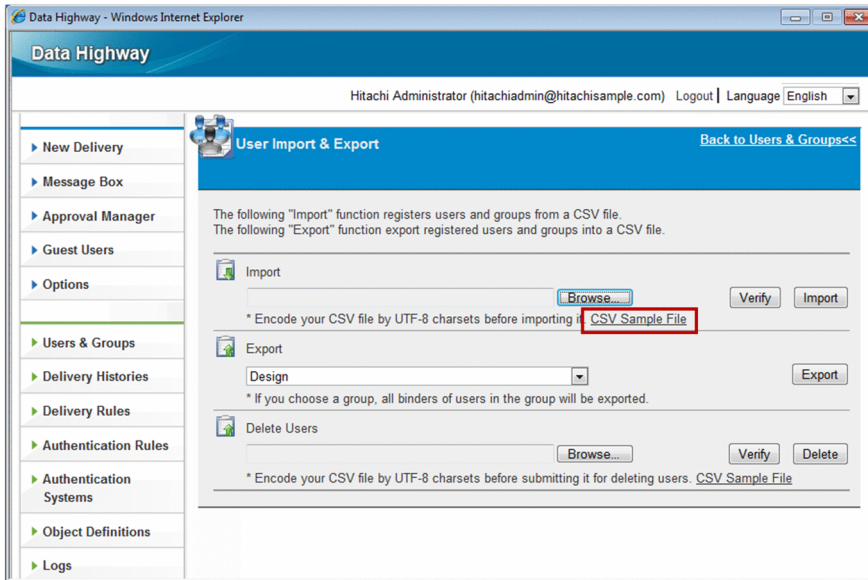 Data Highway - Windows Internet Explorer
Data Highway
Hitachi Administrator (hitachiadmin@hitachisample.com) Logout | Language English
New Delivery
Message Box
Approval Manager
Guest Users
Options
Users & Groups
Delivery Histories
Delivery Rules
Authentication Rules
Authentication
Systems
Object Definitions
Logs
User Import & Export
Back to Users & Groups<<
The following "Import" function registers users and groups from a CSV file.
The following "Export" function export registered users and groups into a CSV file.
Import
Browse... Verify Import
* Encode your CSV file by UTF-8 charsets before importing it. CSV Sample File
Export
Design Export
* If you choose a group, all binders of users in the group will be exported.
Delete Users
Browse... Verify Delete
* Encode your CSV file by UTF-8 charsets before submitting it for deleting users. CSV Sample File